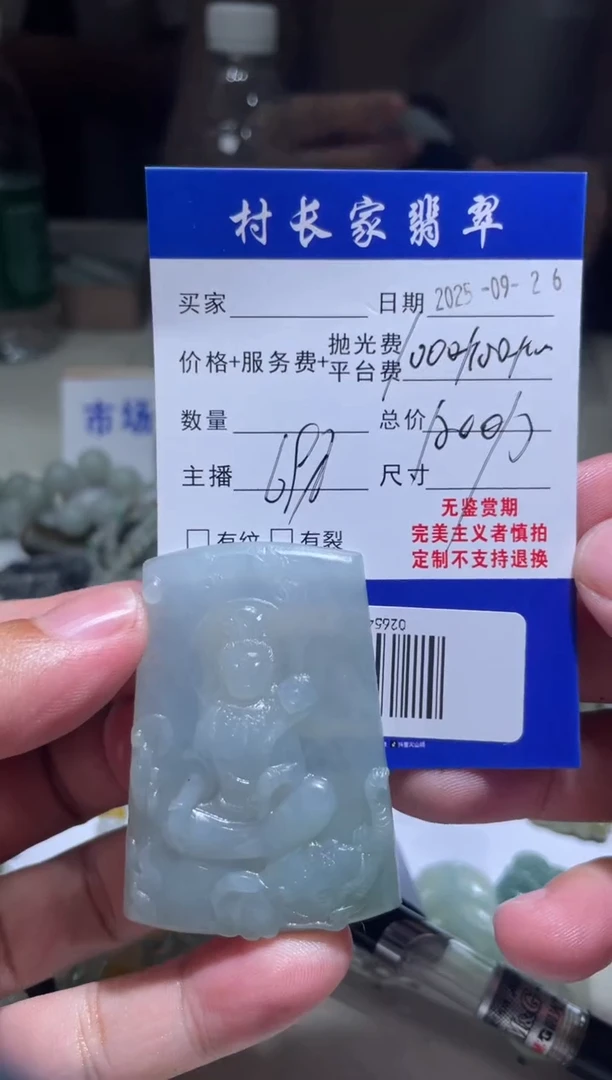 村长家翡翠
买家 日期 2025-09-26
价格+服务费+抛光费
平台费
数量 总价
主播 尺寸
无鉴赏期
□有纹 □有裂 完美主义者慎拍
定制不支持退换
市场